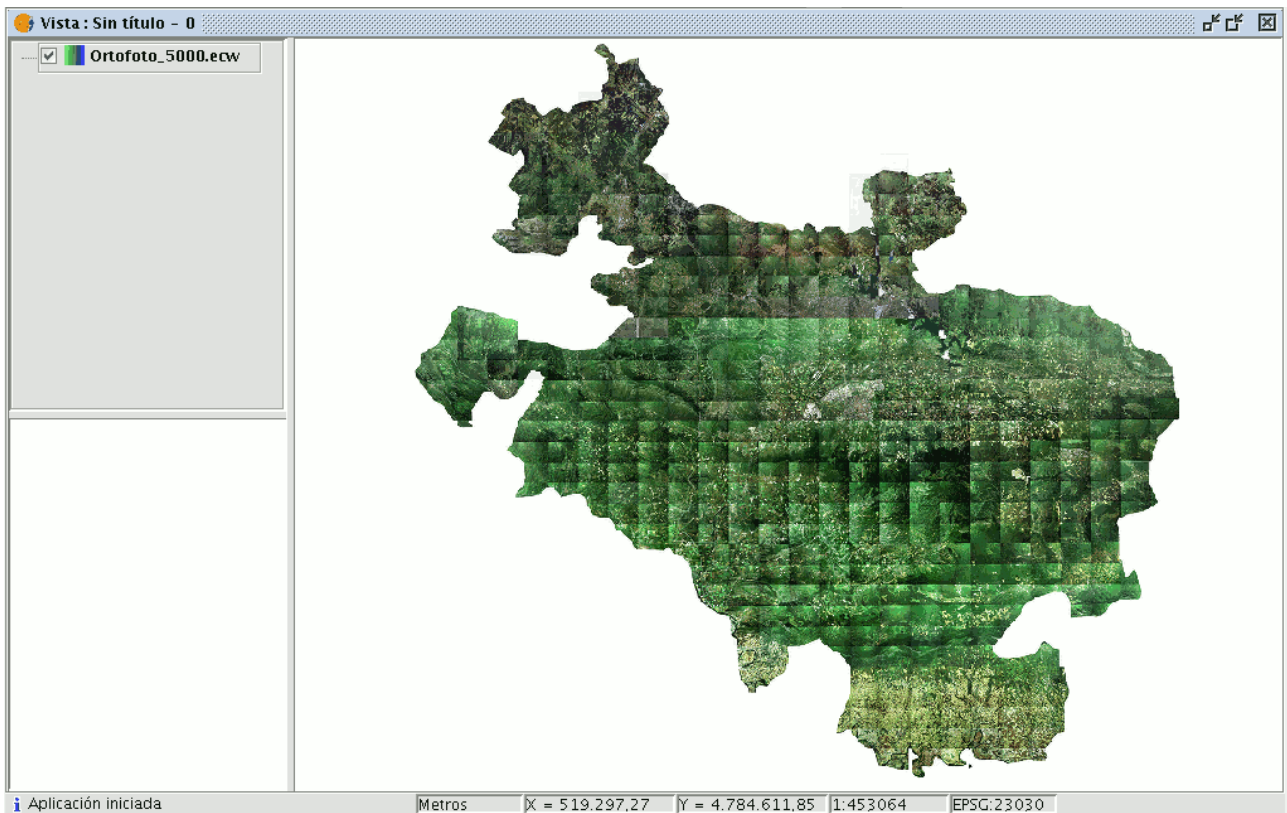 Vista : Sin título - 0
Ortofoto_5000.ecw
Aplicación iniciada
Metros
X = 519.297,27
Y = 4.784.611,85
1:453064
EPSG:23030